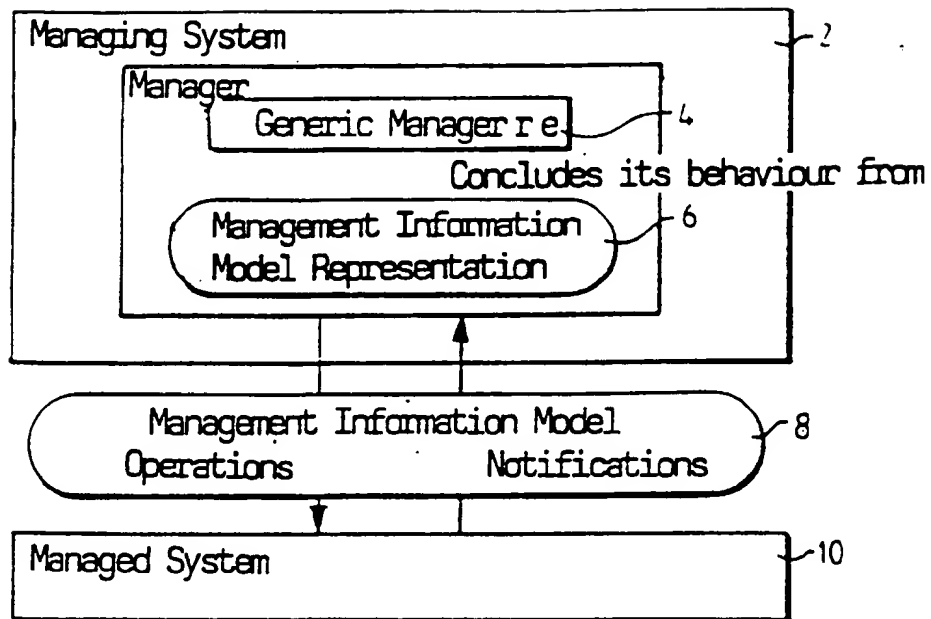 Managing System
2
Manager
Generic Manager r e
4
Concludes its behaviour from
Management Information
6
Model Representation
Management Information Model
8
Operations Notifications
Managed System
10